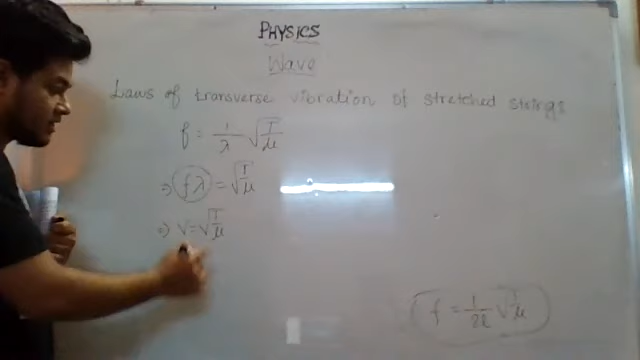 PHYSICS
Wave
Laws of transverse vibration of stretched strings
f = 1/λ √T/μ
⇒ fλ = √T/μ
⇒ V = √T/μ
f = 1/2l √T/μ